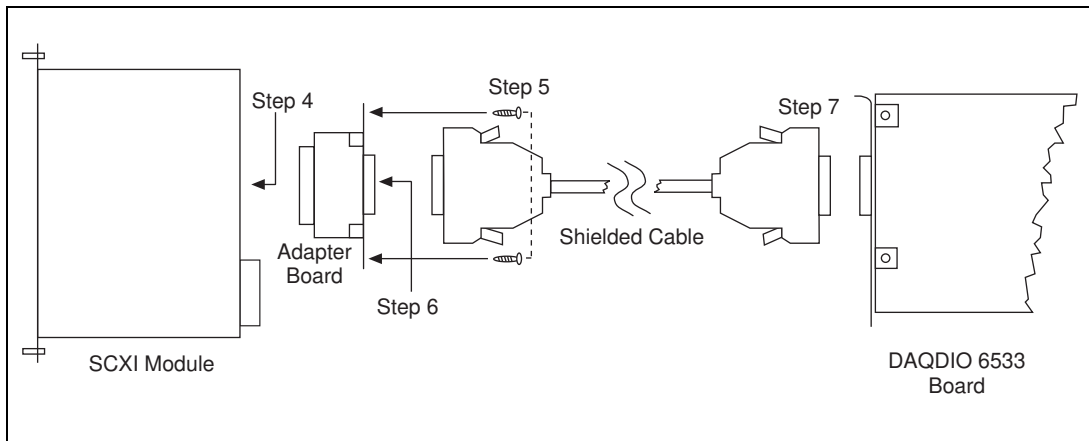 Step 4
Step 5
Step 7
Adapter
Board
Shielded Cable
Step 6
SCXI Module
DAQDIO 6533
Board